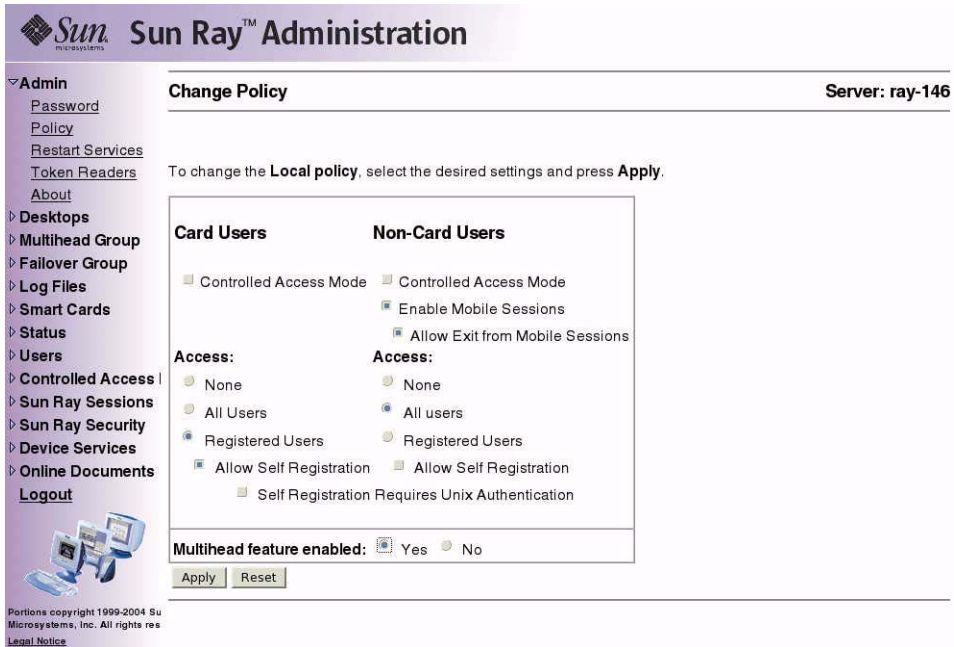 Sun microsystems Sun Ray™ Administration
Admin
Password
Policy
Restart Services
Token Readers
About
Desktops
Multihead Group
Failover Group
Log Files
Smart Cards
Status
Users
Controlled Access
Sun Ray Sessions
Sun Ray Security
Device Services
Online Documents
Logout
Portions copyright 1999-2004 Su
Microsystems, Inc. All rights res
Legal Notice
Change Policy Server: ray-146
To change the Local policy, select the desired settings and press Apply.
Card Users Non-Card Users
Controlled Access Mode Controlled Access Mode
Enable Mobile Sessions
Allow Exit from Mobile Sessions
Access: Access:
None None
All Users All users
Registered Users Registered Users
Allow Self Registration Allow Self Registration
Self Registration Requires Unix Authentication
Multihead feature enabled: Yes No
Apply Reset